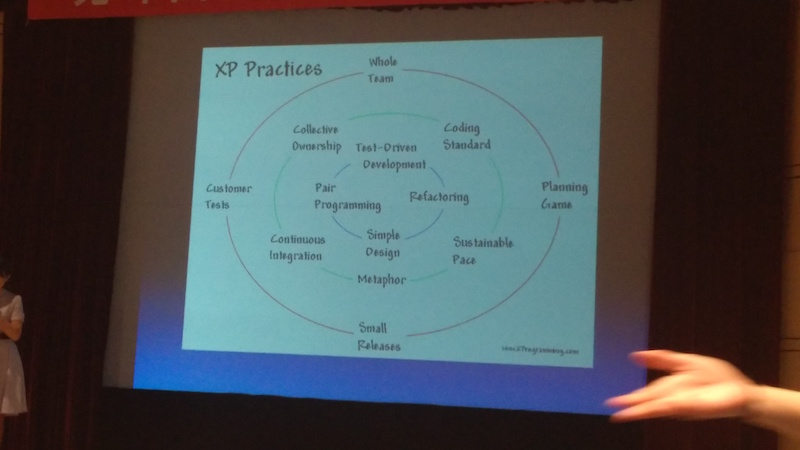 XP Practices
Whole
Team
Collective
Ownership
Test-Driven
Development
Coding
Standard
Customer
Tests
Pair
Programming
Refactoring
Planning
Game
Continuous
Integration
Simple
Design
Sustainable
Pace
Metaphor
Small
Releases
www.XProgramming.com